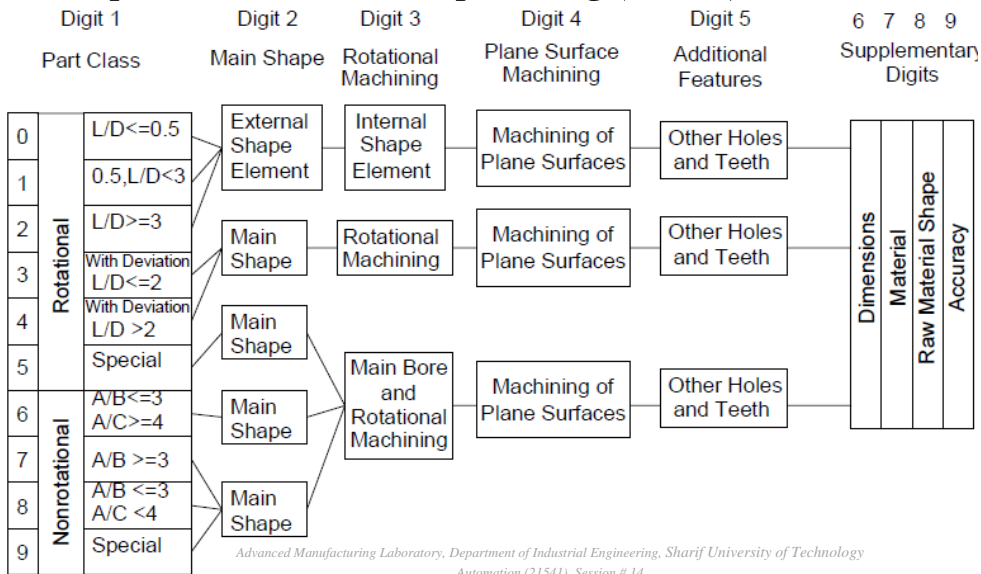 Digit 1 Digit 2 Digit 3 Digit 4 Digit 5 6 7 8 9
Part Class Main Shape Rotational Machining Plane Surface Machining Additional Features Supplementary Digits
0
1
2
3
4
5
6
7
8
9
Rotational
Nonrotational
L/D<=0.5
0.5,L/D<3
L/D>=3
With Deviation
L/D<=2
With Deviation
L/D >2
Special
A/B<=3
A/C>=4
A/B >=3
A/B <=3
A/C <4
Special
External
Shape
Element
Internal
Shape
Element
Machining of
Plane Surfaces
Other Holes
and Teeth
Main
Shape
Rotational
Machining
Machining of
Plane Surfaces
Other Holes
and Teeth
Main
Shape
Main
Shape
Main
Shape
Main Bore
and
Rotational
Machining
Machining of
Plane Surfaces
Other Holes
and Teeth
Dimensions
Material
Raw Material Shape
Accuracy
Advanced Manufacturing Laboratory, Department of Industrial Engineering, Sharif University of Technology
Automation (21541), Session # 14